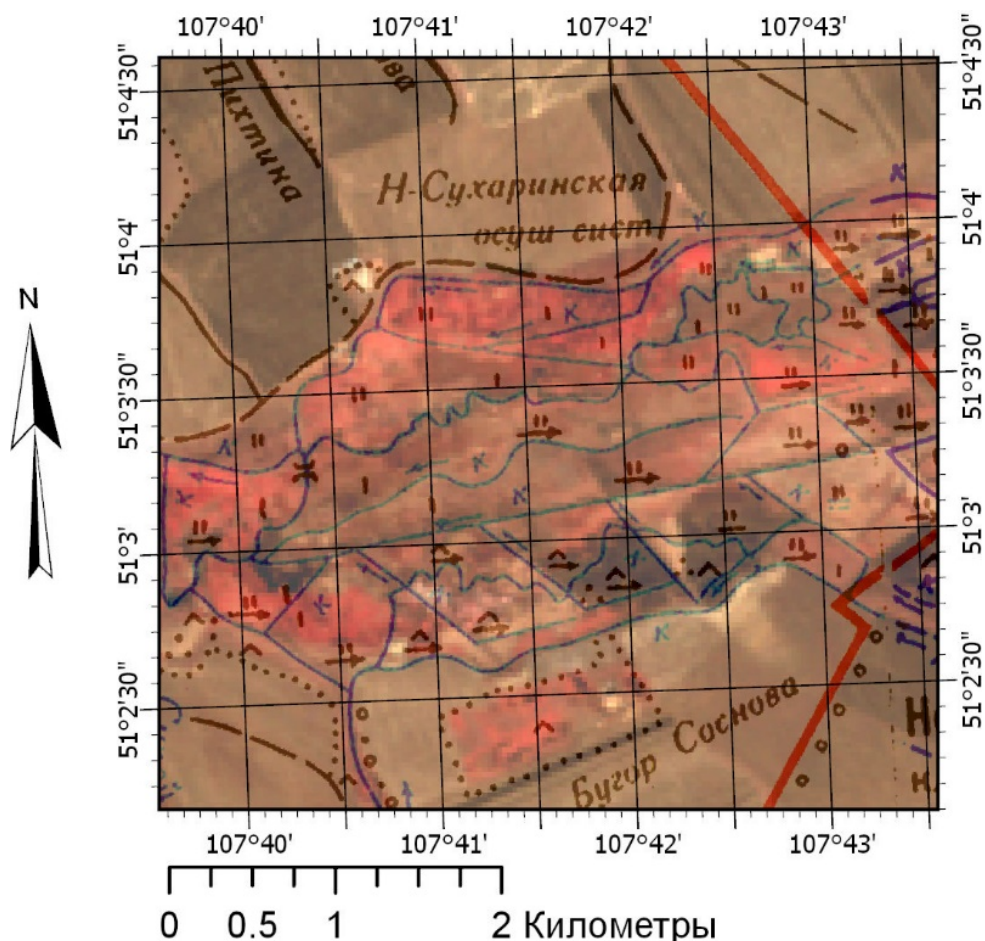 107°40' 107°41' 107°42' 107°43'
51°4'30" 51°4'30"
Пихтина
ва
Н-Сухаринская
осуш сист
К
К
51°4' 51°4'
К
К
51°3'30" 51°3'30"
К
К
К
51°3' 51°3'
К
К
51°2'30" 51°2'30"
Бугор Соснова
107°40' 107°41' 107°42' 107°43'
N
0 0.5 1 2 Километры